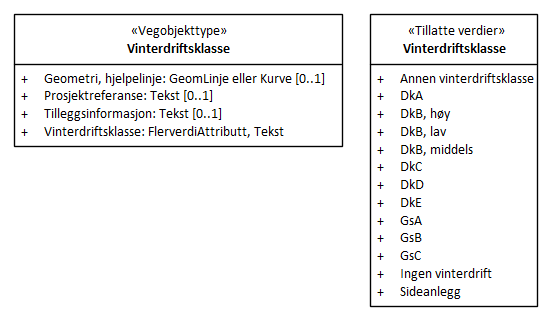 «Vegobjekttype»
Vinterdriftsklasse
+ Geometri, hjelpelinje: GeomLinje eller Kurve [0..1]
+ Prosjektreferanse: Tekst [0..1]
+ Tilleggsinformasjon: Tekst [0..1]
+ Vinterdriftsklasse: FlerverdiAttributt, Tekst
«Tillatte verdier»
Vinterdriftsklasse
+ Annen vinterdriftsklasse
+ DkA
+ DkB, høy
+ DkB, lav
+ DkB, middels
+ DkC
+ DkD
+ DkE
+ GsA
+ GsB
+ GsC
+ Ingen vinterdrift
+ Sideanlegg